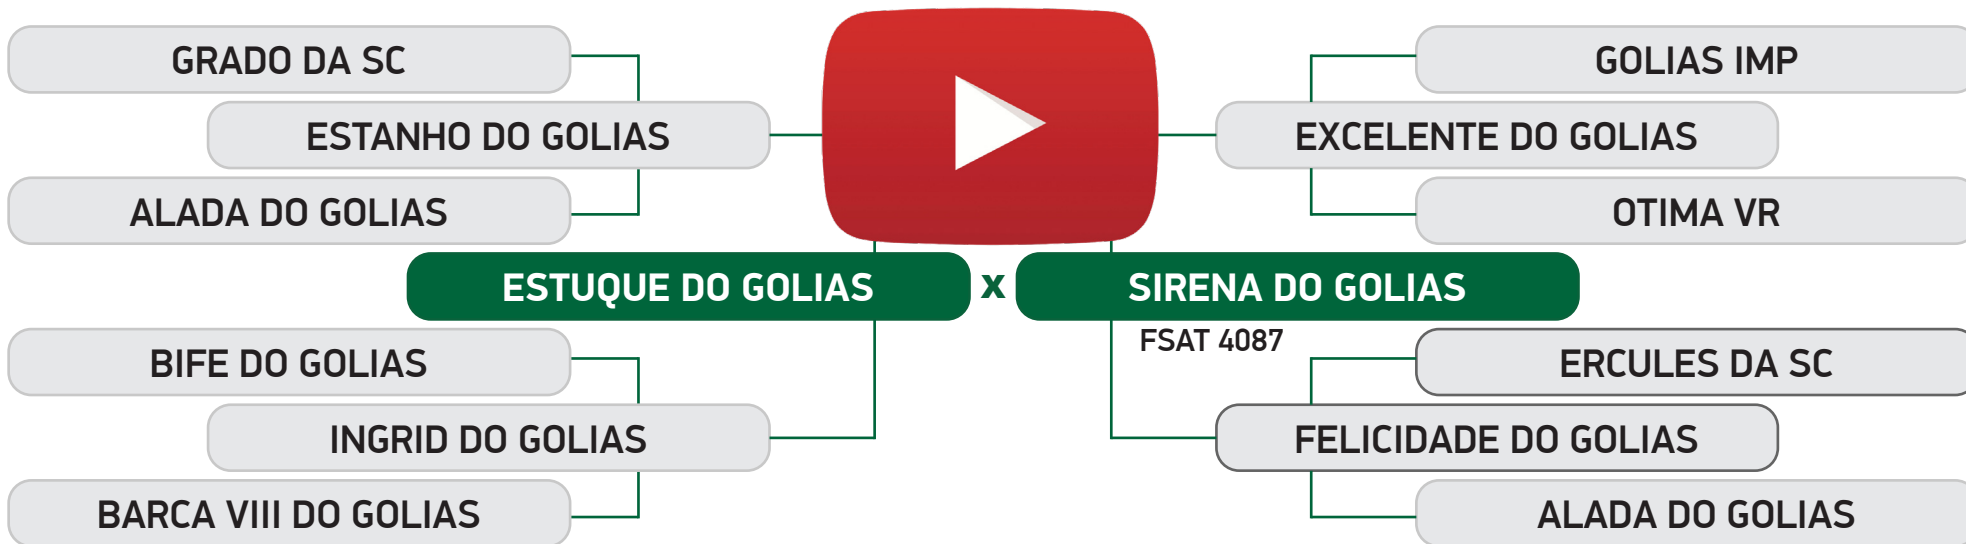 GRADO DA SC
GOLIAS IMP
ESTANHO DO GOLIAS
EXCELENTE DO GOLIAS
ALADA DO GOLIAS
OTIMA VR
ESTUQUE DO GOLIAS x SIRENA DO GOLIAS
FSAT 4087
BIFE DO GOLIAS
ERCULES DA SC
INGRID DO GOLIAS
FELICIDADE DO GOLIAS
BARCA VIII DO GOLIAS
ALADA DO GOLIAS